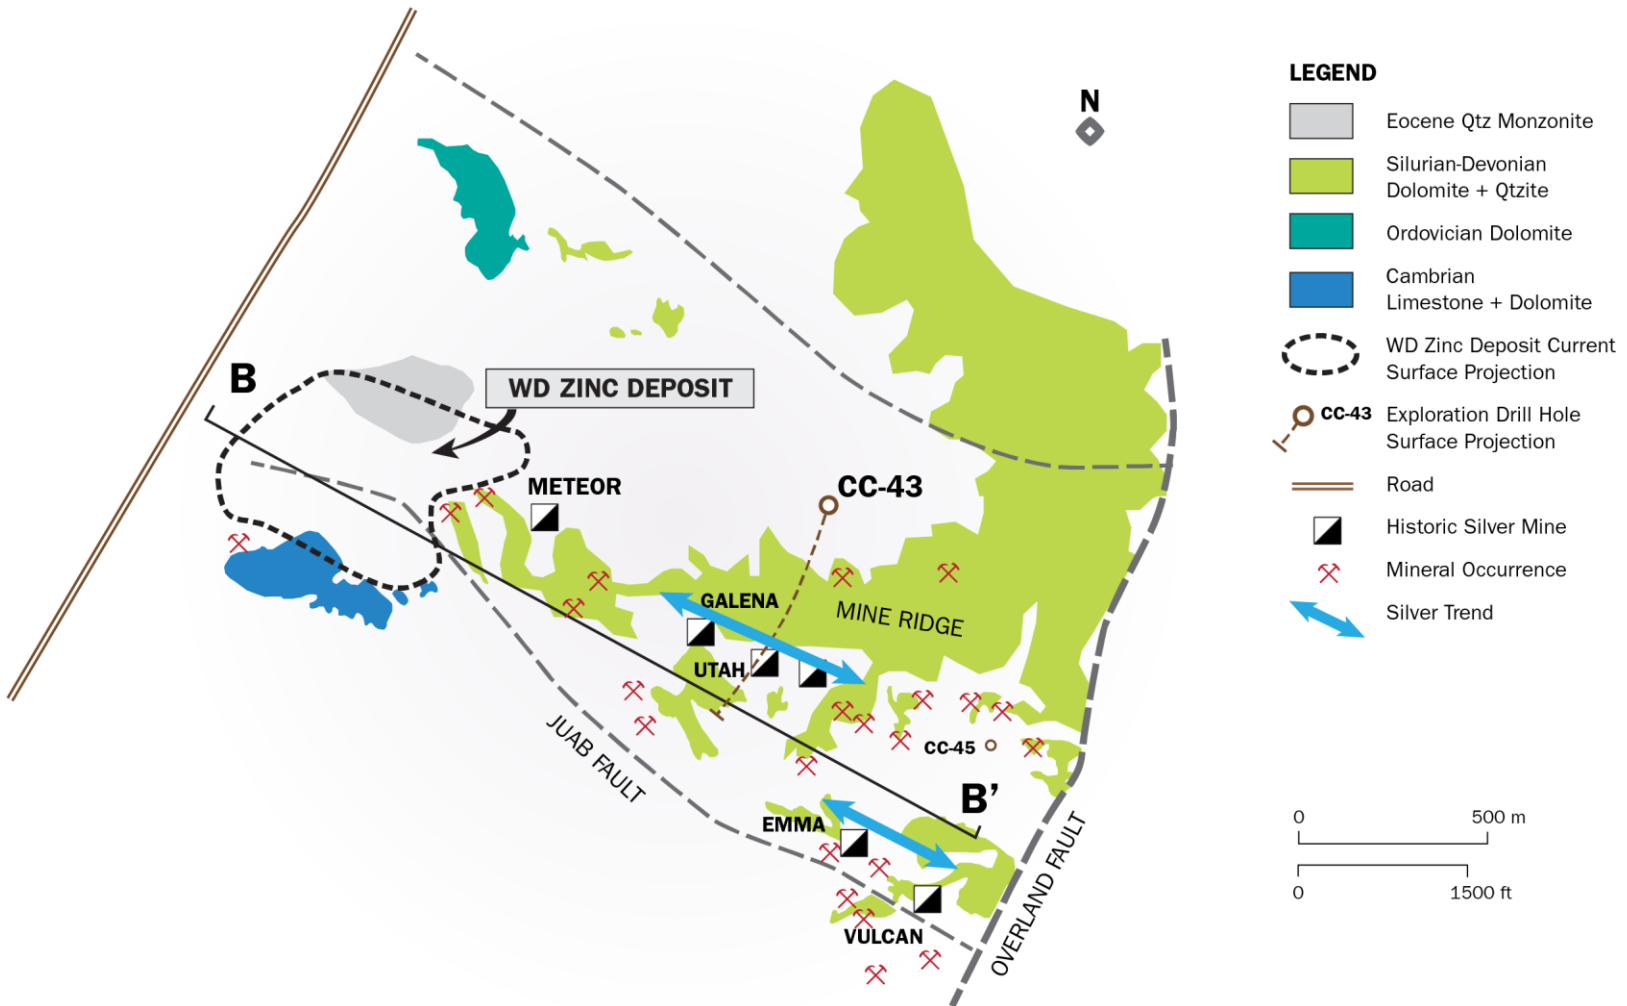 N
B
WD ZINC DEPOSIT
METEOR
CC-43
GALENA
MINE RIDGE
UTAH
JUAB FAULT
CC-45
B’
EMMA
VULCAN
OVERLAND FAULT
LEGEND
Eocene Qtz Monzonite
Silurian-Devonian
Dolomite + Qtzite
Ordovician Dolomite
Cambrian
Limestone + Dolomite
WD Zinc Deposit Current
Surface Projection
CC-43 Exploration Drill Hole
Surface Projection
Road
Historic Silver Mine
Mineral Occurrence
Silver Trend
0 500 m
0 1500 ft